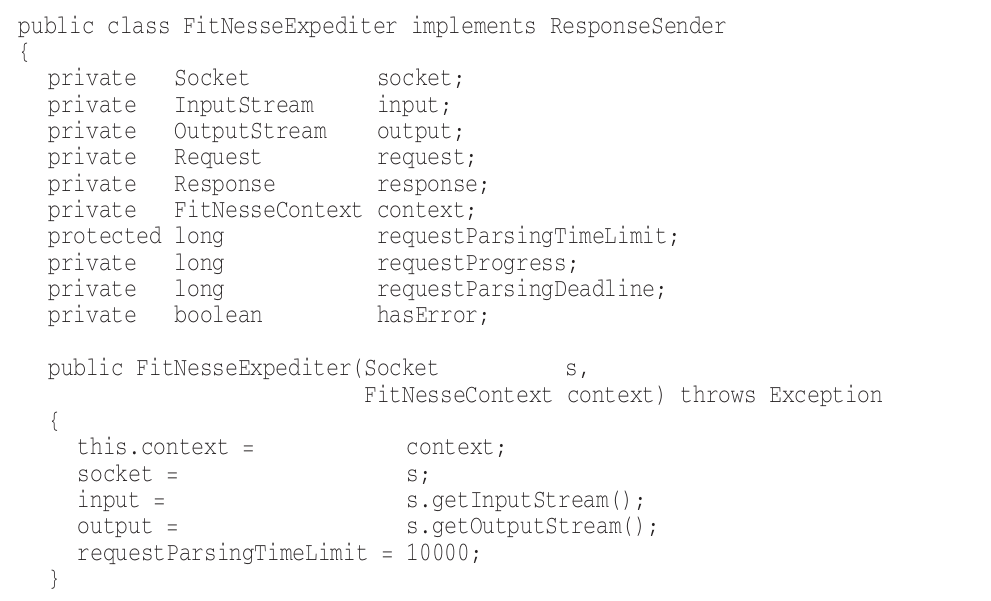 public class FitNesseExpediter implements ResponseSender
{
  private   Socket          socket;
  private   InputStream     input;
  private   OutputStream    output;
  private   Request         request;
  private   Response        response;
  private   FitNesseContext context;
  protected long            requestParsingTimeLimit;
  private   long            requestProgress;
  private   long            requestParsingDeadline;
  private   boolean         hasError;

  public FitNesseExpediter(Socket          s,
                           FitNesseContext context) throws Exception
  {
    this.context =            context;
    socket =                  s;
    input =                   s.getInputStream();
    output =                  s.getOutputStream();
    requestParsingTimeLimit = 10000;
  }